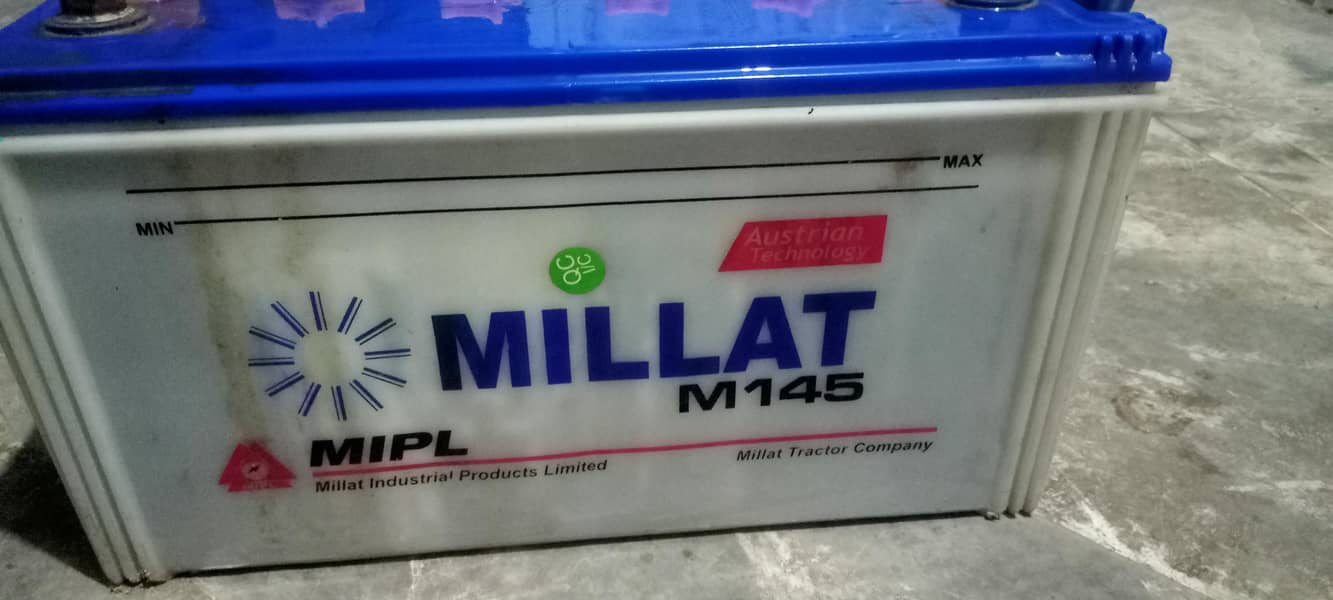 MAX
MIN
Austrian
Technology
QC
MILLAT
M145
MIPL
Millat Industrial Products Limited
Millat Tractor Company